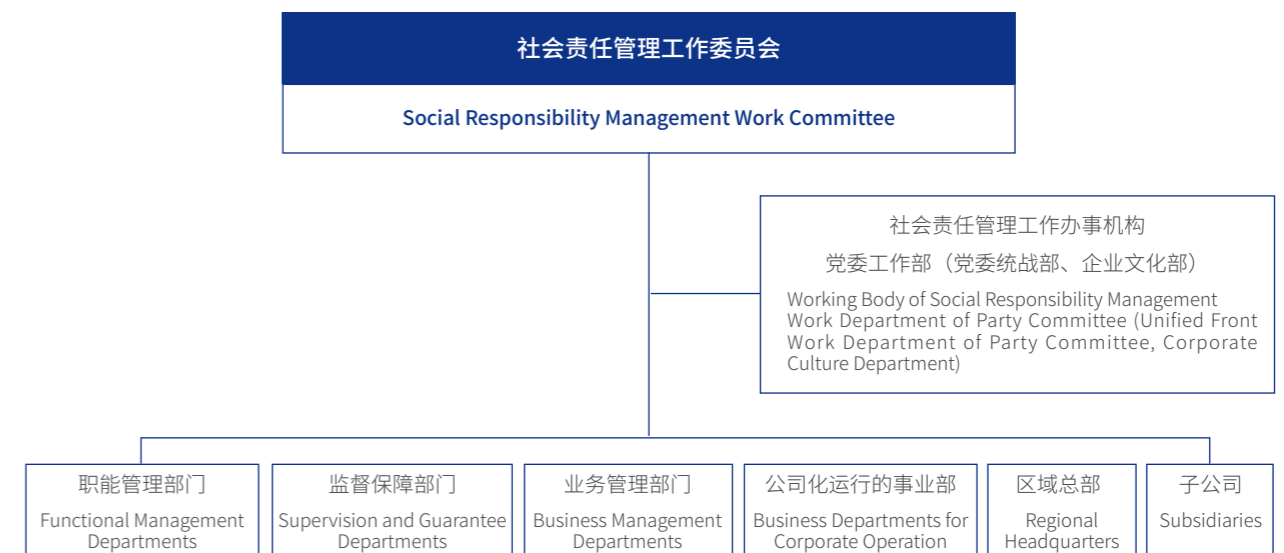 社会责任管理工作委员会
Social Responsibility Management Work Committee
社会责任管理工作办事机构
党委工作部（党委统战部、企业文化部）
Working Body of Social Responsibility Management
Work Department of Party Committee (Unified Front
Work Department of Party Committee, Corporate
Culture Department)
职能管理部门
Functional Management
Departments
监督保障部门
Supervision and Guarantee
Departments
业务管理部门
Business Management
Departments
公司化运行的事业部
Business Departments for
Corporate Operation
区域总部
Regional
Headquarters
子公司
Subsidiaries